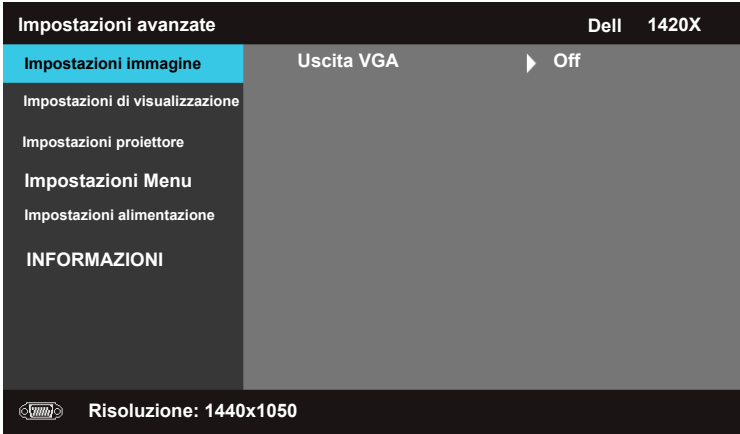 Impostazioni avanzate Dell 1420X
Impostazioni immagine Uscita VGA Off
Impostazioni di visualizzazione
Impostazioni proiettore
Impostazioni Menu
Impostazioni alimentazione
INFORMAZIONI
Risoluzione: 1440x1050